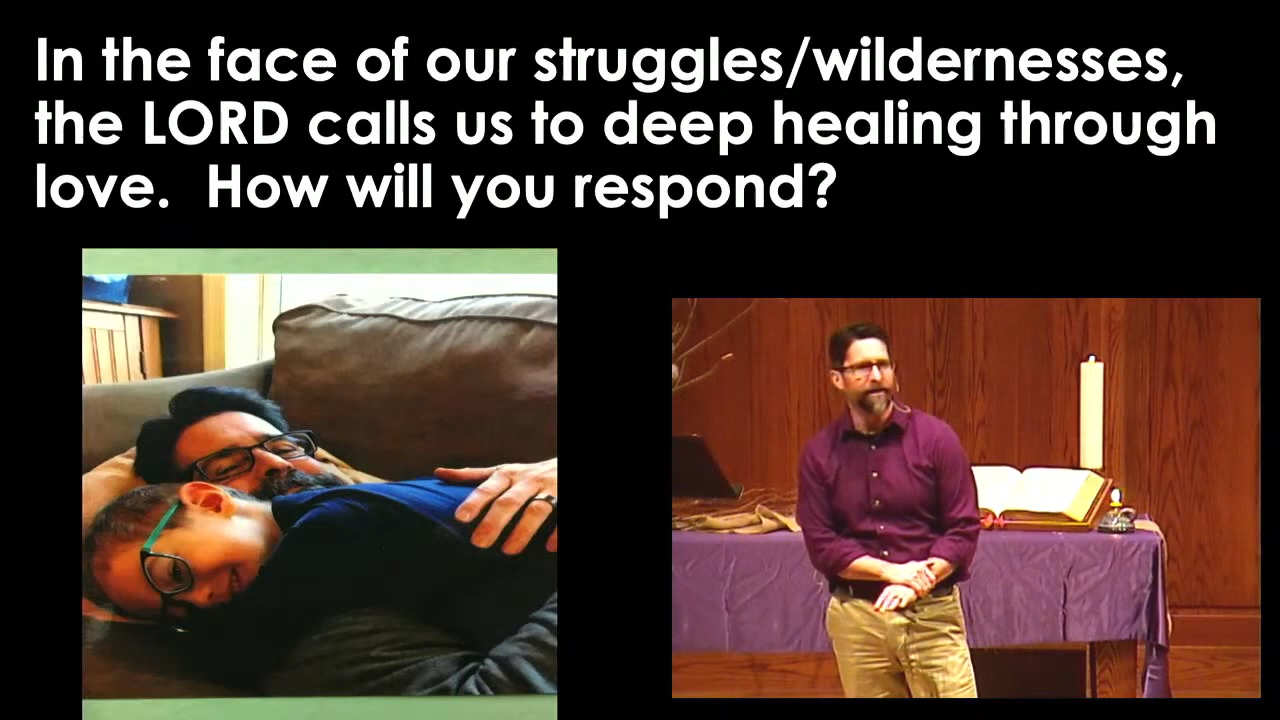 In the face of our struggles/wildernesses,
the LORD calls us to deep healing through
love.  How will you respond?